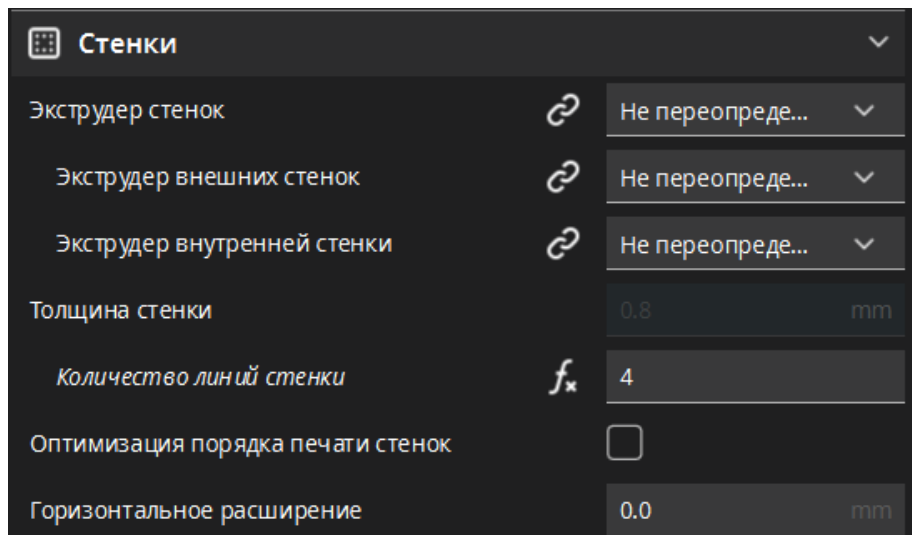 Стенки
Экструдер стенок Не переопреде...
Экструдер внешних стенок Не переопреде...
Экструдер внутренней стенки Не переопреде...
Толщина стенки 0.8 mm
Количество линий стенки 4
Оптимизация порядка печати стенок
Горизонтальное расширение 0.0 mm